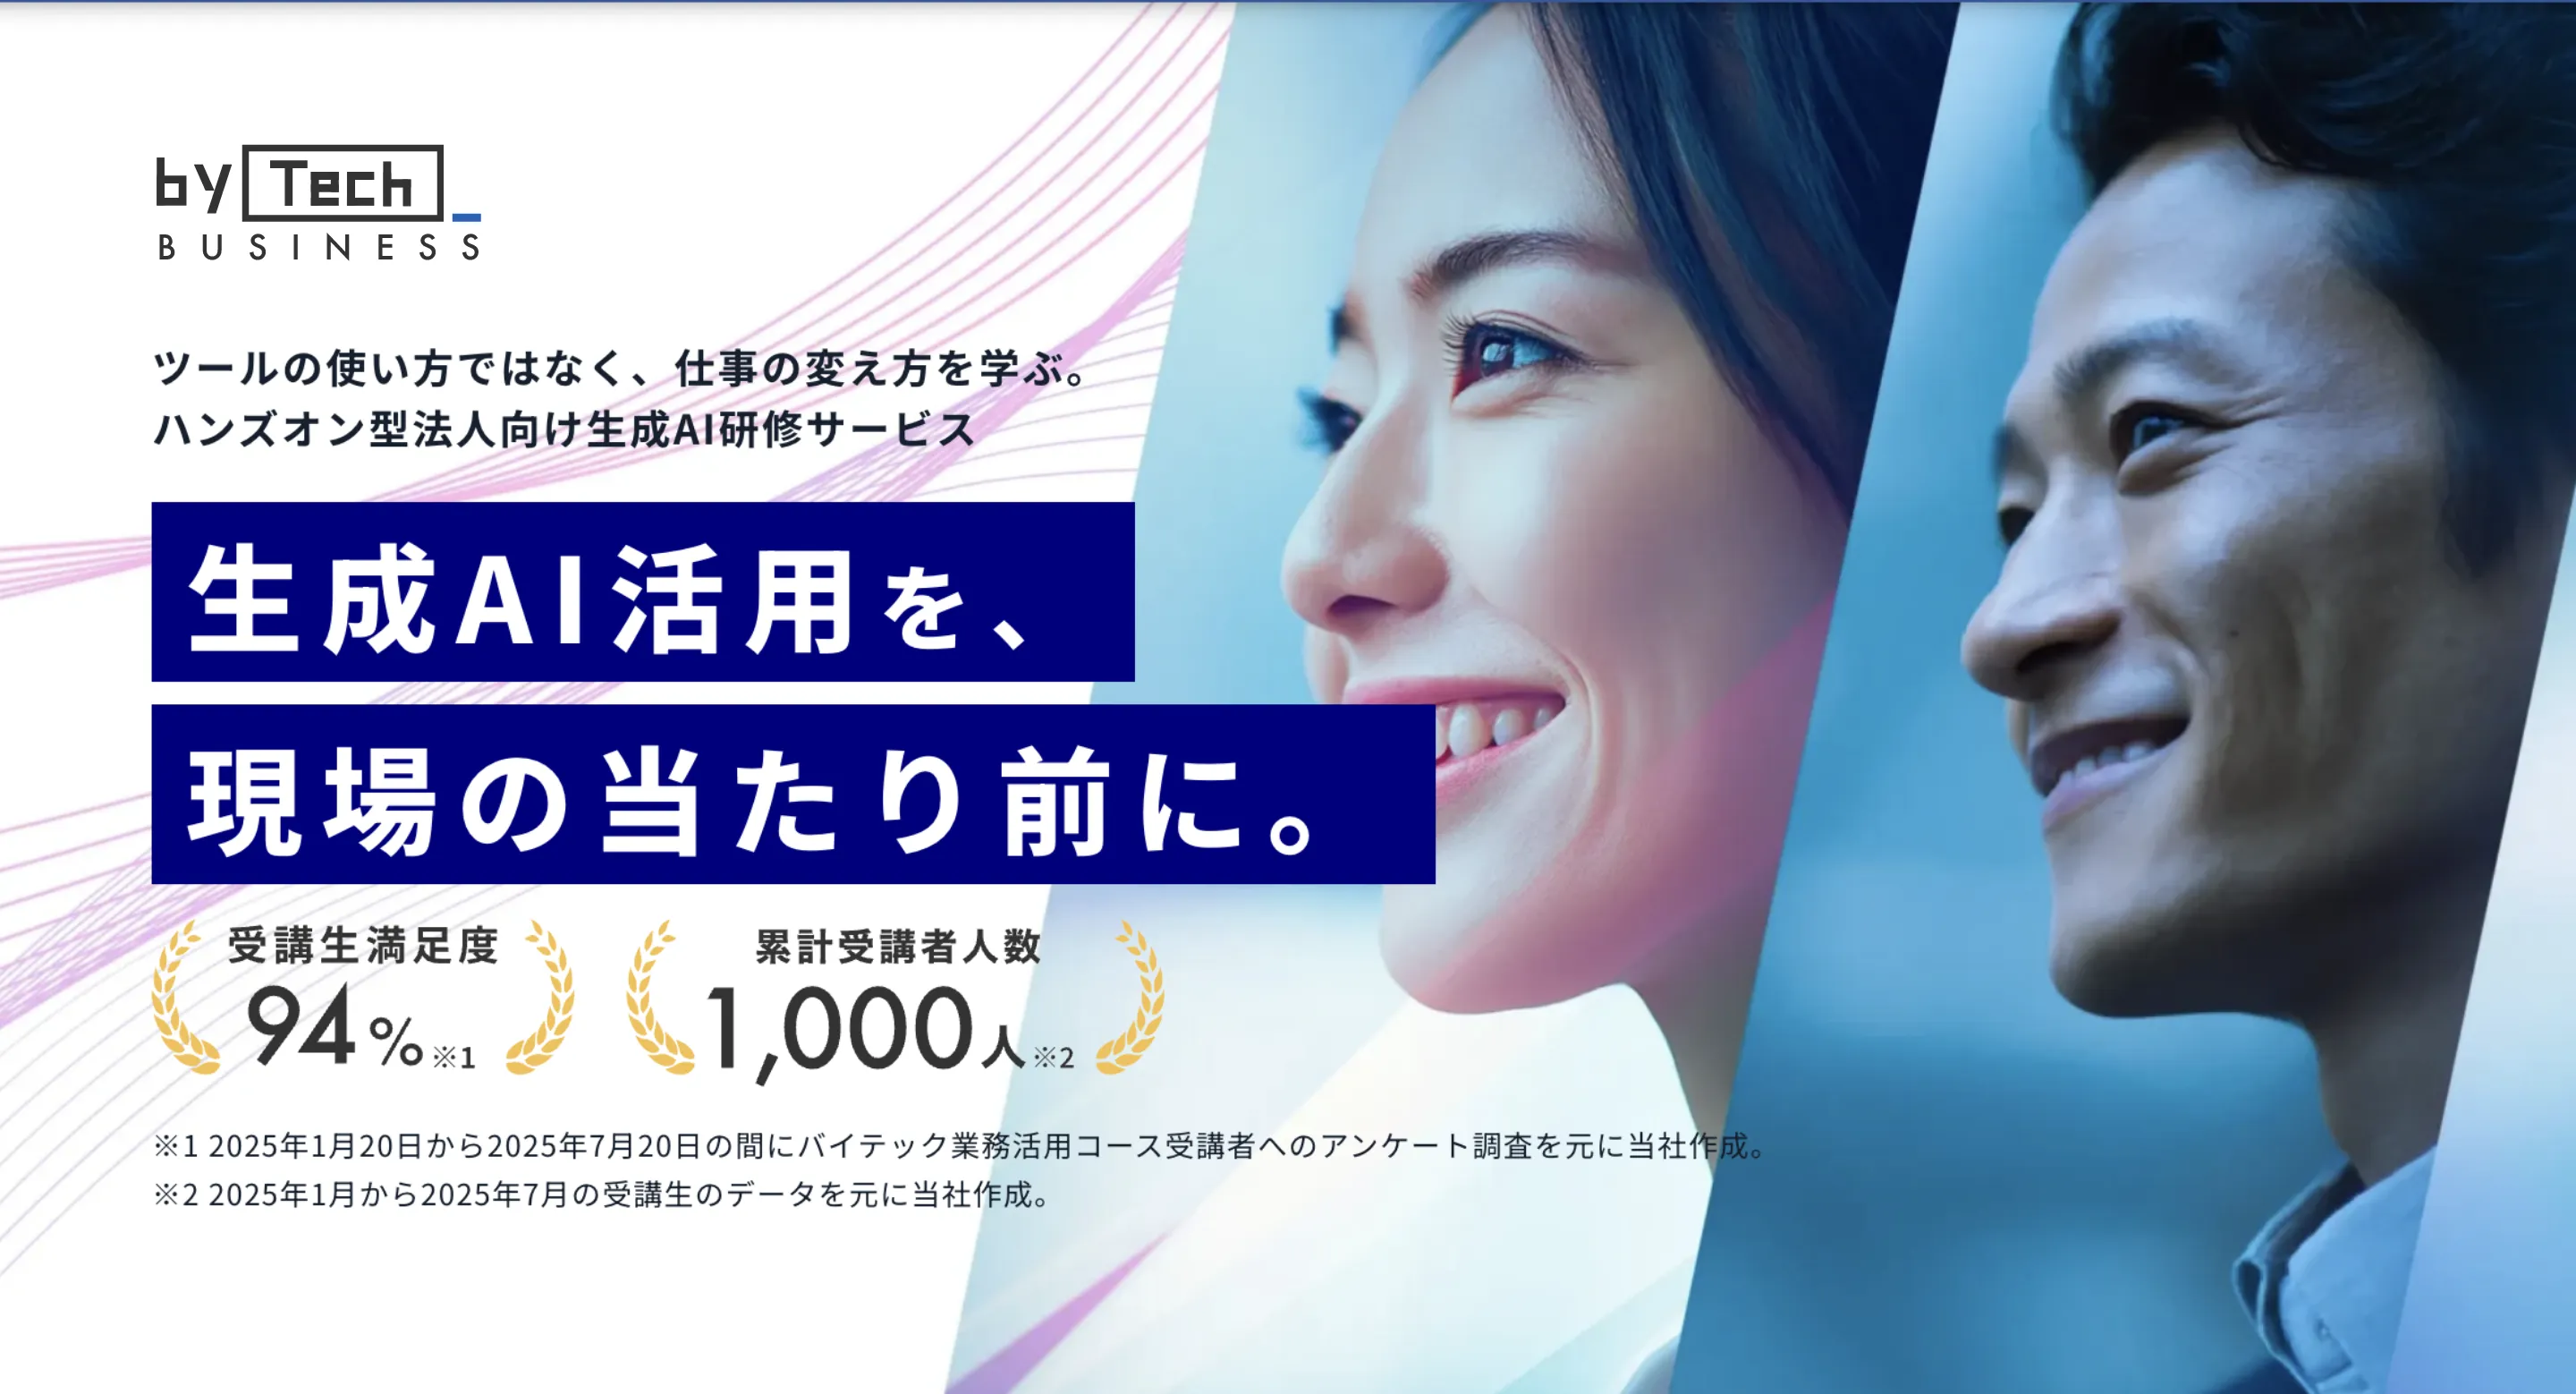 by Tech_
BUSINESS
ツールの使い方ではなく、仕事の変え方を学ぶ。
ハンズオン型法人向け生成AI研修サービス
生成AI活用を、
現場の当たり前に。
受講生満足度
94%※1
累計受講者人数
1,000人※2
※1 2025年1月20日から2025年7月20日の間にバイテック業務活用コース受講者へのアンケート調査を元に当社作成。
※2 2025年1月から2025年7月の受講生のデータを元に当社作成。